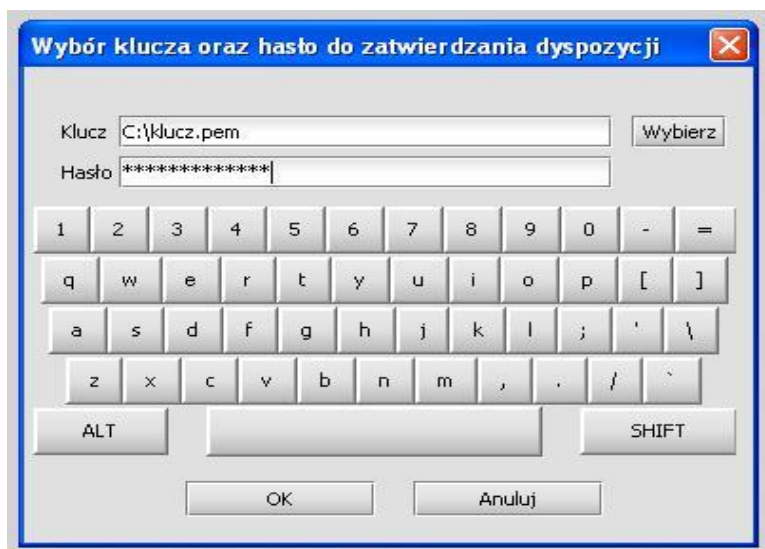 Wybór klucza oraz hasło do zatwierdzania dyspozycji
Klucz C:\klucz.pem Wybierz
Hasło *************
1 2 3 4 5 6 7 8 9 0 - =
q w e r t y u i o p [ ]
a s d f g h j k l ; ' \
z x c v b n m , . / `
ALT SHIFT
OK Anuluj